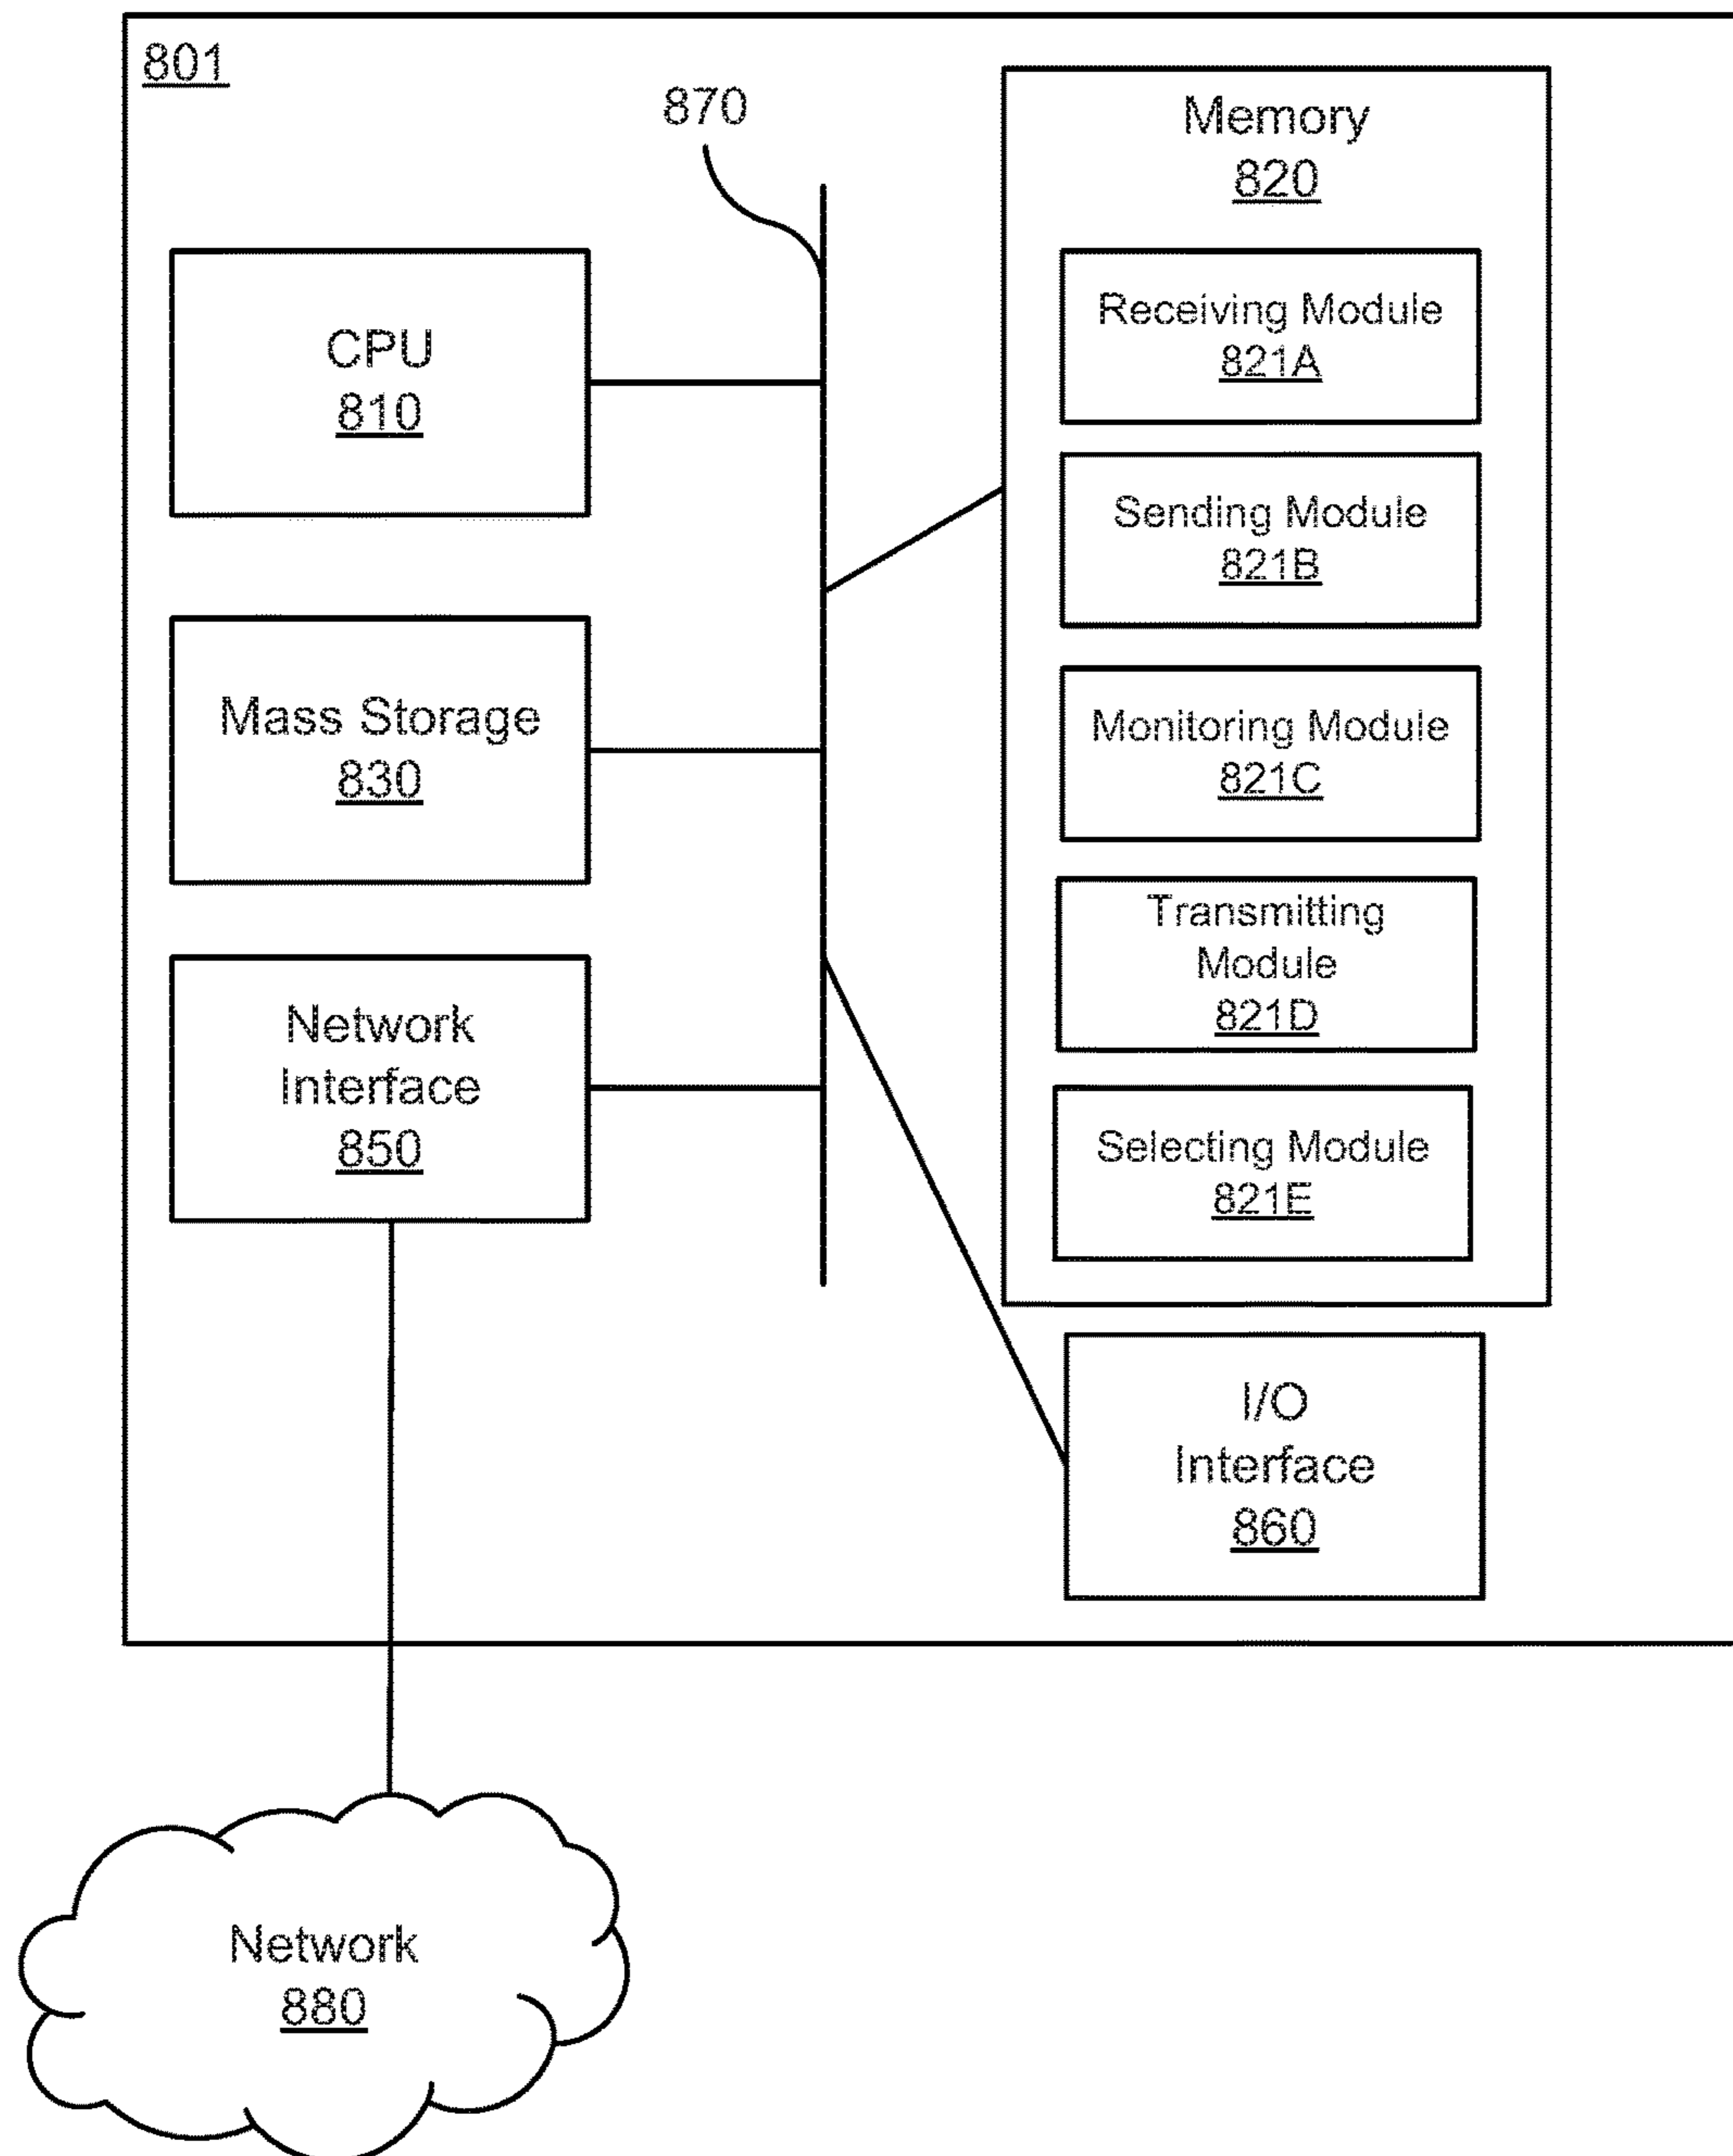 801
870
Memory
820
Receiving Module
821A
CPU
810
Sending Module
821B
Mass Storage
830
Monitoring Module
821C
Transmitting
Module
821D
Network
Interface
850
Selecting Module
821E
I/O
Interface
860
Network
880